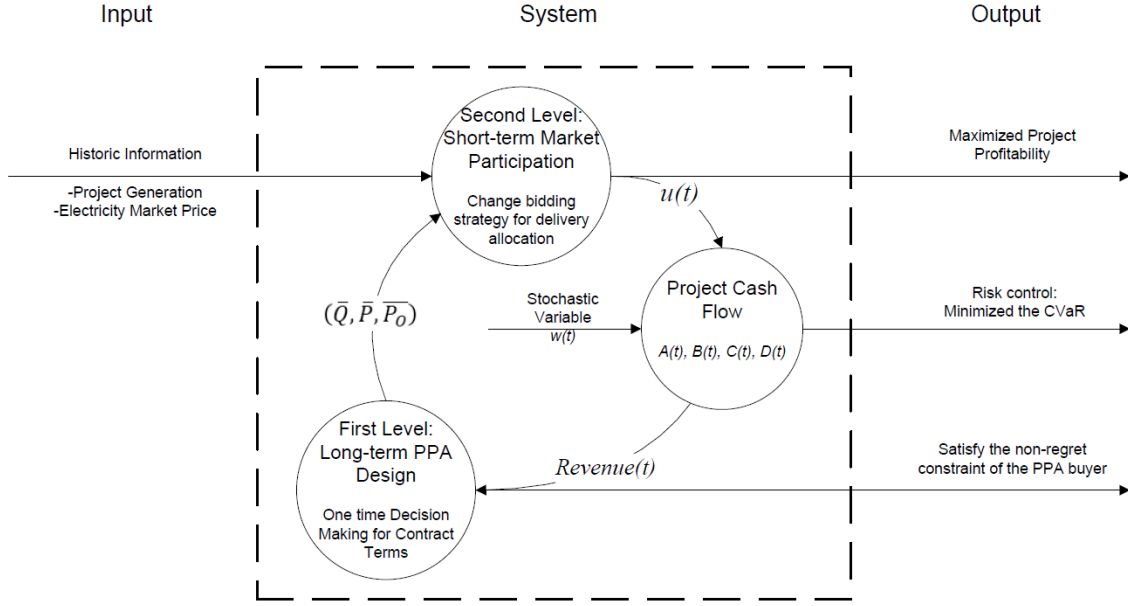 Input
System
Output
Historic Information
-Project Generation
-Electricity Market Price
Second Level:
Short-term Market
Participation
Change bidding
strategy for delivery
allocation
u(t)
Maximized Project
Profitability
(Q̅, P̅, P̅_O̅)
Stochastic
Variable
w(t)
Project Cash
Flow
A(t), B(t), C(t), D(t)
Risk control:
Minimized the CVaR
First Level:
Long-term PPA
Design
One time Decision
Making for Contract
Terms
Revenue(t)
Satisfy the non-regret
constraint of the PPA buyer